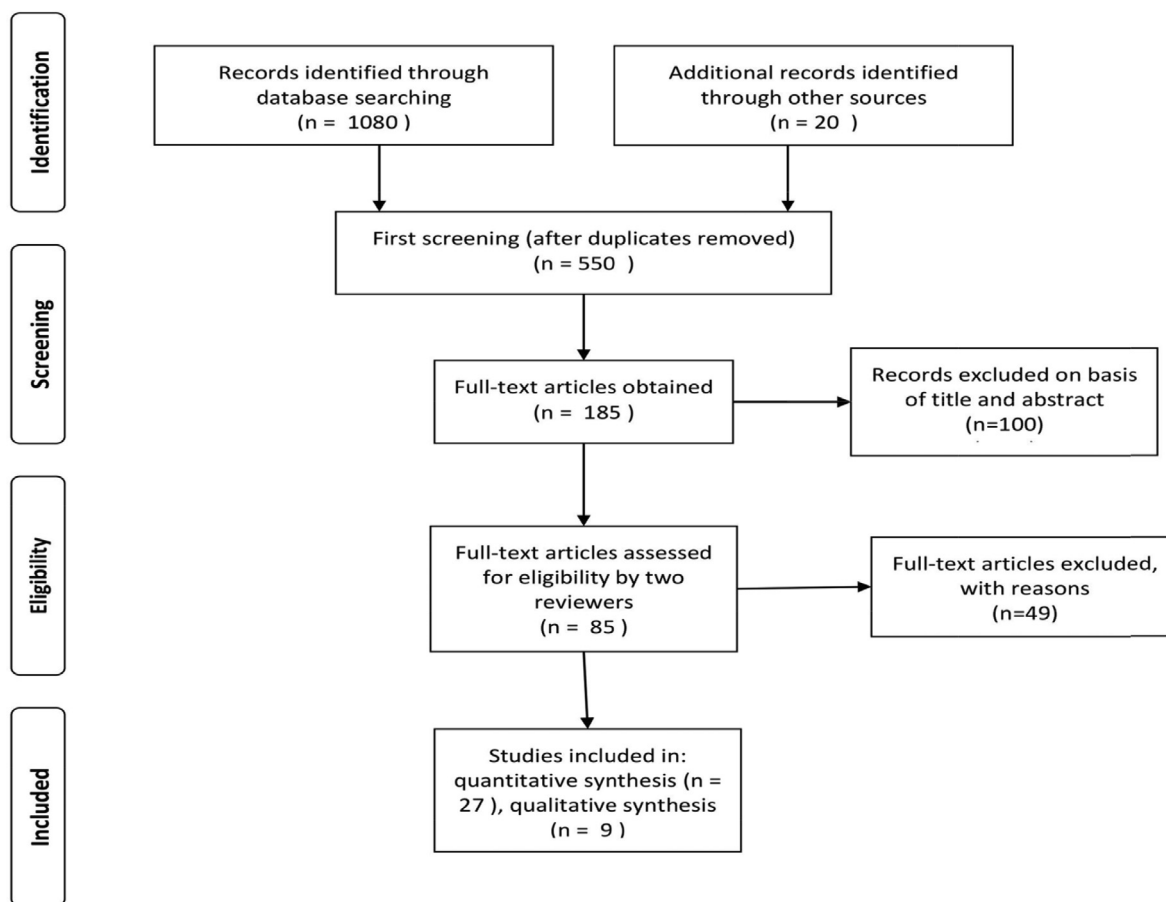 Identification
Records identified through
database searching
(n = 1080 )
Additional records identified
through other sources
(n = 20 )
First screening (after duplicates removed)
(n = 550 )
Screening
Full-text articles obtained
(n = 185 )
Records excluded on basis
of title and abstract
(n=100)
Eligibility
Full-text articles assessed
for eligibility by two
reviewers
(n = 85 )
Full-text articles excluded,
with reasons
(n=49)
Included
Studies included in:
quantitative synthesis (n =
27 ), qualitative synthesis
(n = 9 )